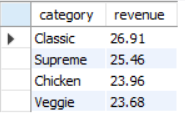 category revenue
Classic 26.91
Supreme 25.46
Chicken 23.96
Veggie 23.68